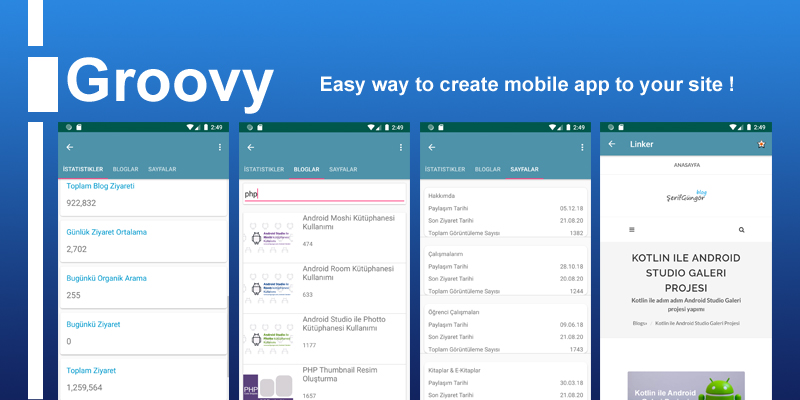 Groovy
Easy way to create mobile app to your site !
2:49
İSTATİSTİKLER BLOGLAR SAYFALAR
Toplam Blog Ziyareti
922,832
Günlük Ziyaretçi Ortalama
2,702
Bugünkü Organik Arama
255
Bugünkü Ziyaret
0
Toplam Ziyaret
1,259,564
2:49
İSTATİSTİKLER BLOGLAR SAYFALAR
php
Android Moshi Kütüphanesi
Kullanımı
474
Android Room Kütüphanesi
Kullanımı
633
Android Studio ile Photto
Kütüphanesi Kullanımı
1177
PHP
PHP Thumbnail Resim
Oluşturma
1657
2:49
İSTATİSTİKLER BLOGLAR SAYFALAR
Hakkımda
Paylaşım Tarihi 05.12.18
Son Ziyaret Tarihi 21.08.20
Toplam Görüntüleme Sayısı 1382
Çalışmalarım
Paylaşım Tarihi 28.10.18
Son Ziyaret Tarihi 20.08.20
Toplam Görüntüleme Sayısı 1244
Öğrenci Çalışmaları
Paylaşım Tarihi 09.06.18
Son Ziyaret Tarihi 21.08.20
Toplam Görüntüleme Sayısı 1743
Kitaplar & E-Kitaplar
Paylaşım Tarihi 30.03.18
Son Ziyaret Tarihi 21.08.20
2:49
Linker
ANASAYFA
blog
ŞerifGüngör
KOTLIN ILE ANDROID
STUDIO GALERI
PROJESI
Kotlin ile adım adım Android Studio Galeri
projesi yapımı
Blogs» Kotlin ile Android Studio Galeri Projesi
Kotlin ile Android